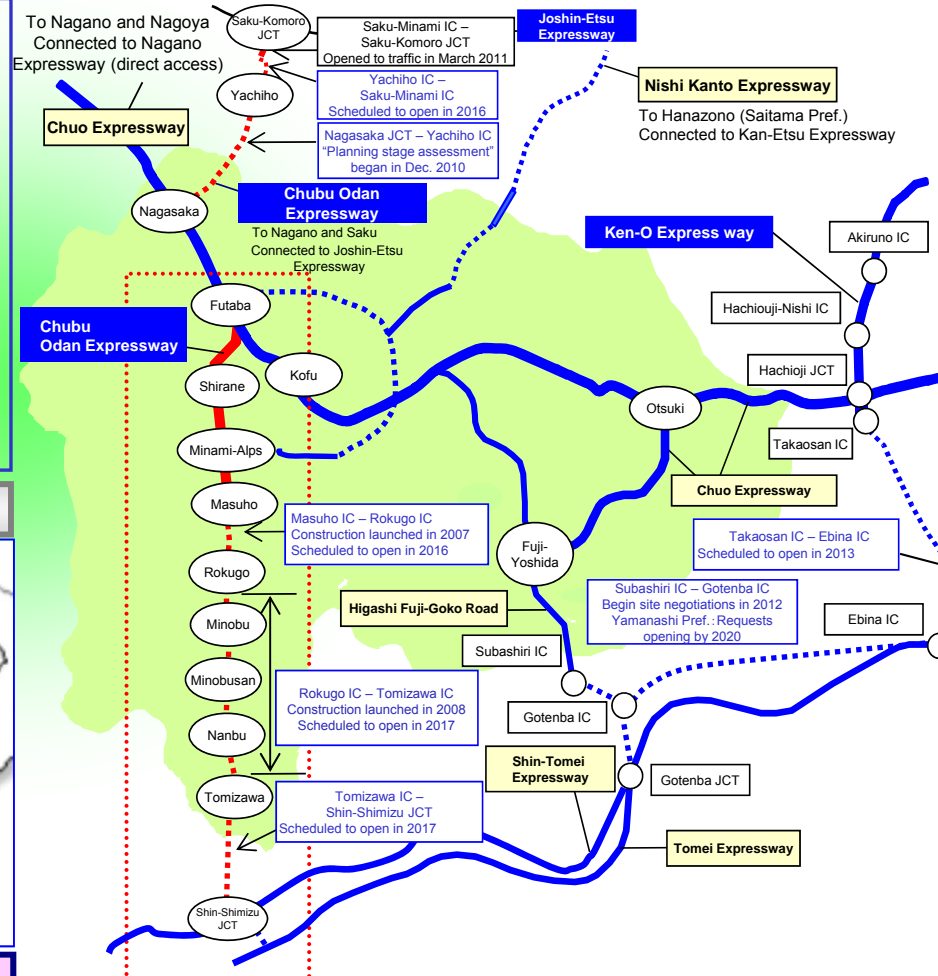 To Nagano and Nagoya
Connected to Nagano
Expressway (direct access)
Saku-Komoro
JCT
Saku-Minami IC –
Saku-Komoro JCT
Opened to traffic in March 2011
Joshin-Etsu
Expressway
Yachiho
Yachiho IC –
Saku-Minami IC
Scheduled to open in 2016
Nishi Kanto Expressway
To Hanazono (Saitama Pref.)
Connected to Kan-Etsu Expressway
Chuo Expressway
Nagasaka JCT – Yachiho IC
“Planning stage assessment”
began in Dec. 2010
Nagasaka
Chubu Odan
Expressway
To Nagano and Saku
Connected to Joshin-Etsu
Expressway
Ken-O Express way
Akiruno IC
Futaba
Hachiouji-Nishi IC
Chubu
Odan Expressway
Kofu
Shirane
Hachioji JCT
Otsuki
Minami-Alps
Takaosan IC
Masuho
Chuo Expressway
Masuho IC – Rokugo IC
Construction launched in 2007
Scheduled to open in 2016
Takaosan IC – Ebina IC
Scheduled to open in 2013
Fuji-
Yoshida
Rokugo
Subashiri IC – Gotenba IC
Begin site negotiations in 2012
Yamanashi Pref.: Requests
opening by 2020
Higashi Fuji-Goko Road
Minobu
Ebina IC
Subashiri IC
Minobusan
Rokugo IC – Tomizawa IC
Construction launched in 2008
Scheduled to open in 2017
Gotenba IC
Nanbu
Shin-Tomei
Expressway
Gotenba JCT
Tomizawa
Tomizawa IC –
Shin-Shimizu JCT
Scheduled to open in 2017
Tomei Expressway
Shin-Shimizu
JCT